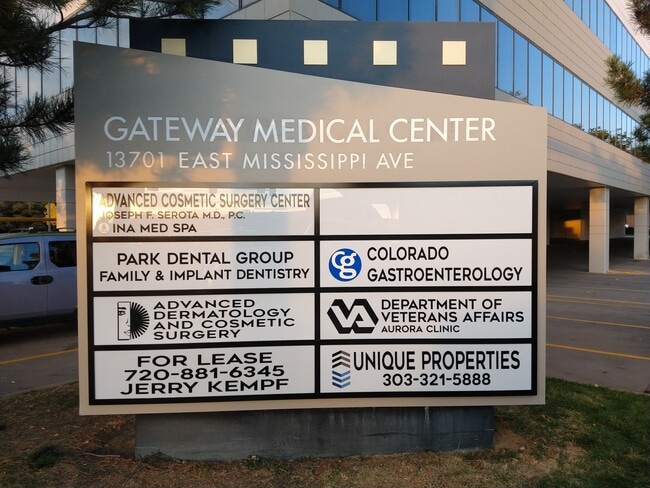 GATEWAY MEDICAL CENTER
13701 EAST MISSISSIPPI AVE
ADVANCED COSMETIC SURGERY CENTER
JOSEPH F. SEROTA M.D., P.C.
INA MED SPA
PARK DENTAL GROUP
FAMILY & IMPLANT DENTISTRY
cg
COLORADO
GASTROENTEROLOGY
ADVANCED
DERMATOLOGY
AND COSMETIC
SURGERY
VA
DEPARTMENT OF
VETERANS AFFAIRS
AURORA CLINIC
FOR LEASE
720-881-6345
JERRY KEMPF
UNIQUE PROPERTIES
303-321-5888